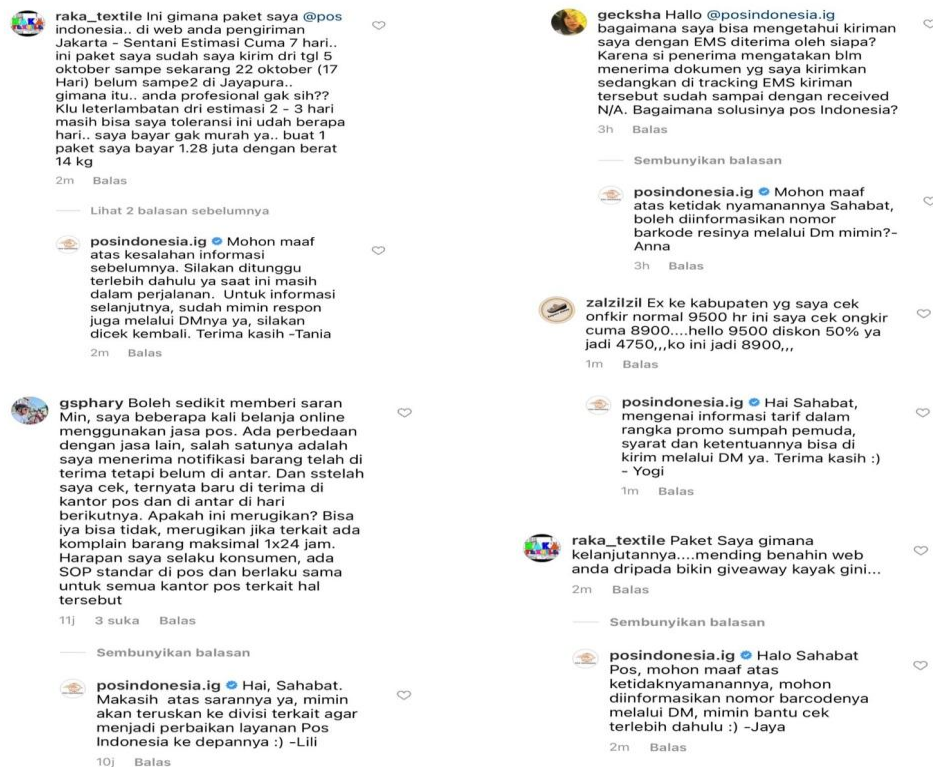 raka_textile Ini gimana paket saya @pos
indonesia.. di web anda pengiriman
Jakarta - Sentani Estimasi Cuma 7 hari..
ini paket saya sudah saya kirim dri tgl 5
oktober sampe sekarang 22 oktober (17
Hari) belum sampe2 di Jayapura..
gimana itu.. anda profesional gak sih??
Klu leterlambatan dri estimasi 2 - 3 hari
masih bisa saya toleransi ini udah berapa
hari.. saya bayar gak murah ya.. buat 1
paket saya bayar 1.28 juta dengan berat
14 kg
2m Balas
Lihat 2 balasan sebelumnya
posindonesia.ig Mohon maaf
atas kesalahan informasi
sebelumnya. Silakan ditunggu
terlebih dahulu ya saat ini masih
dalam perjalanan. Untuk informasi
selanjutnya, sudah mimin respon
juga melalui DMnya ya, silakan
dicek kembali. Terima kasih -Tania
2m Balas
gsphary Boleh sedikit memberi saran
Min, saya beberapa kali belanja online
menggunakan jasa pos. Ada perbedaan
dengan jasa lain, salah satunya adalah
saya menerima notifikasi barang telah di
terima tetapi belum di antar. Dan sstelah
saya cek, ternyata baru di terima di
kantor pos dan di antar di hari
berikutnya. Apakah ini merugikan? Bisa
iya bisa tidak, merugikan jika terkait ada
komplain barang maksimal 1x24 jam.
Harapan saya selaku konsumen, ada
SOP standar di pos dan berlaku sama
untuk semua kantor pos terkait hal
tersebut
11j 3 suka Balas
Sembunyikan balasan
posindonesia.ig Hai, Sahabat.
Makasih atas sarannya ya, mimin
akan teruskan ke divisi terkait agar
menjadi perbaikan layanan Pos
Indonesia ke depannya :) -Lili
10j Balas
gecksha Hallo @posindonesia.ig
bagaimana saya bisa mengetahui kiriman
saya dengan EMS diterima oleh siapa?
Karena si penerima mengatakan blm
menerima dokumen yg saya kirimkan
sedangkan di tracking EMS kiriman
tersebut sudah sampai dengan received
N/A. Bagaimana solusinya pos Indonesia?
3h Balas
Sembunyikan balasan
posindonesia.ig Mohon maaf
atas ketidak nyamanannya Sahabat,
boleh diinformasikan nomor
barkode resinya melalui Dm mimin?-
Anna
3h Balas
zalzilzil Ex ke kabupaten yg saya cek
onfkir normal 9500 hr ini saya cek ongkir
cuma 8900....hello 9500 diskon 50% ya
jadi 4750,,,ko ini jadi 8900,,,
1m Balas
posindonesia.ig Hai Sahabat,
mengenai informasi tarif dalam
rangka promo sumpah pemuda,
syarat dan ketentuannya bisa di
kirim melalui DM ya. Terima kasih :)
- Yogi
1m Balas
raka_textile Paket Saya gimana
kelanjutannya....mending benahin web
anda dripada bikin giveaway kayak gini...
2m Balas
Sembunyikan balasan
posindonesia.ig Halo Sahabat
Pos, mohon maaf atas
ketidaknyamanannya, mohon
diinformasikan nomor barcodenya
melalui DM, mimin bantu cek
terlebih dahulu :) -Jaya
2m Balas